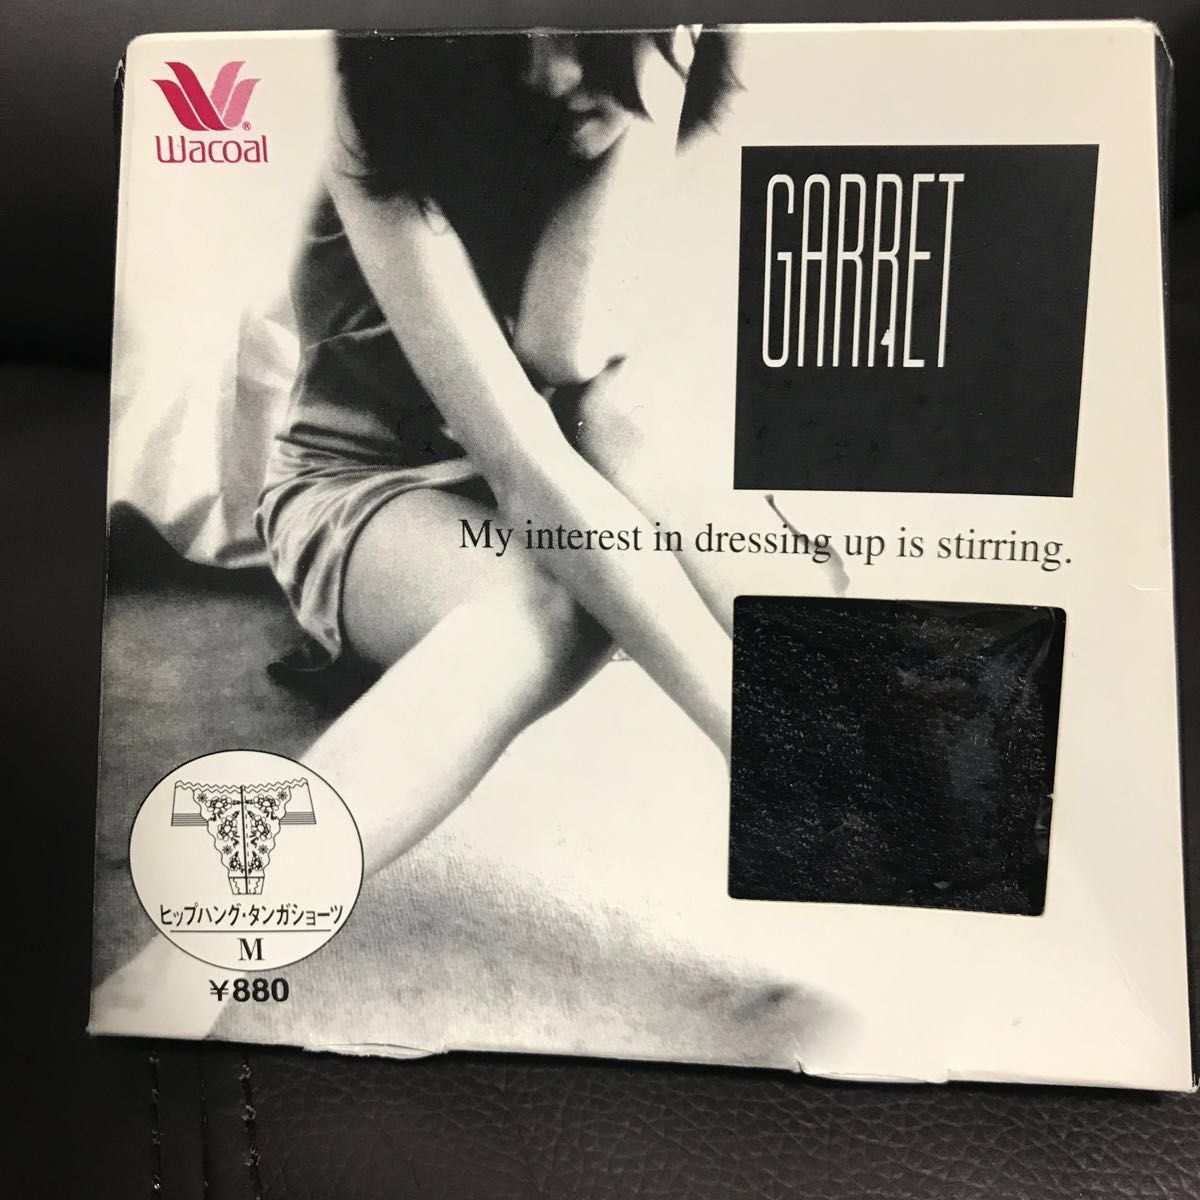 Wacoal®
GARRET
My interest in dressing up is stirring.
ヒップハング・タンガショーツ
M
¥880